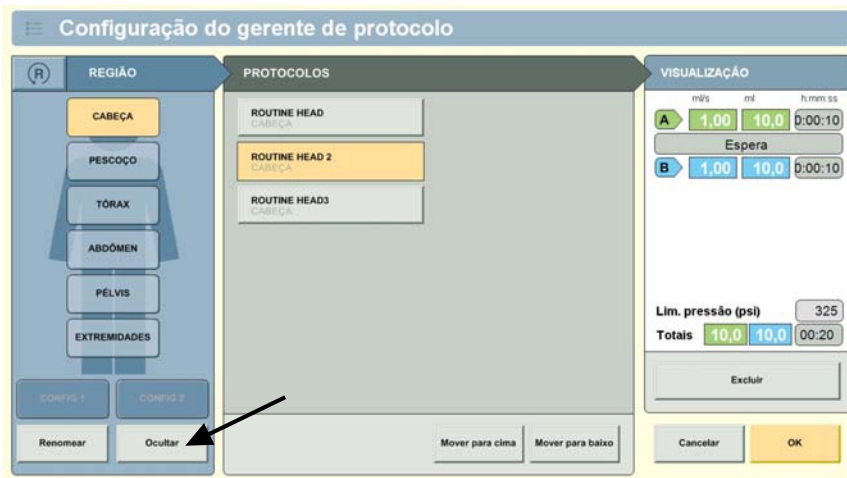 Configuração do gerente de protocolo
R REGIÃO
PROTOCOLOS
VISUALIZAÇÃO
CABEÇA
PESCOÇO
TÓRAX
ABDÔMEN
PÉLVIS
EXTREMIDADES
CONFIG-1 CONFIG-2
Renomear Ocultar
ROUTINE HEAD
CABEÇA
ROUTINE HEAD 2
CABEÇA
ROUTINE HEAD3
CABEÇA
Mover para cima Mover para baixo
ml/s ml h:mm:ss
A 1,00 10,0 0:00:10
Espera
B 1,00 10,0 0:00:10
Lim. pressão (psi) 325
Totais 10,0 10,0 00:20
Excluir
Cancelar OK